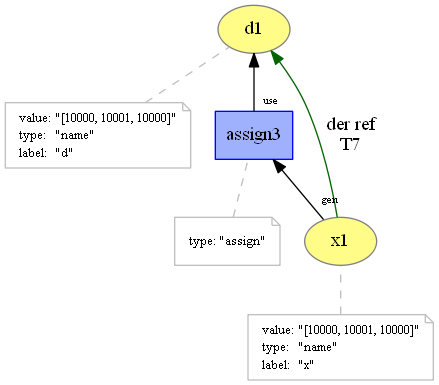 d1
value: "[10000, 10001, 10000]"
type: "name"
label: "d"
use
assign3
der ref
T7
type: "assign"
gen
x1
value: "[10000, 10001, 10000]"
type: "name"
label: "x"